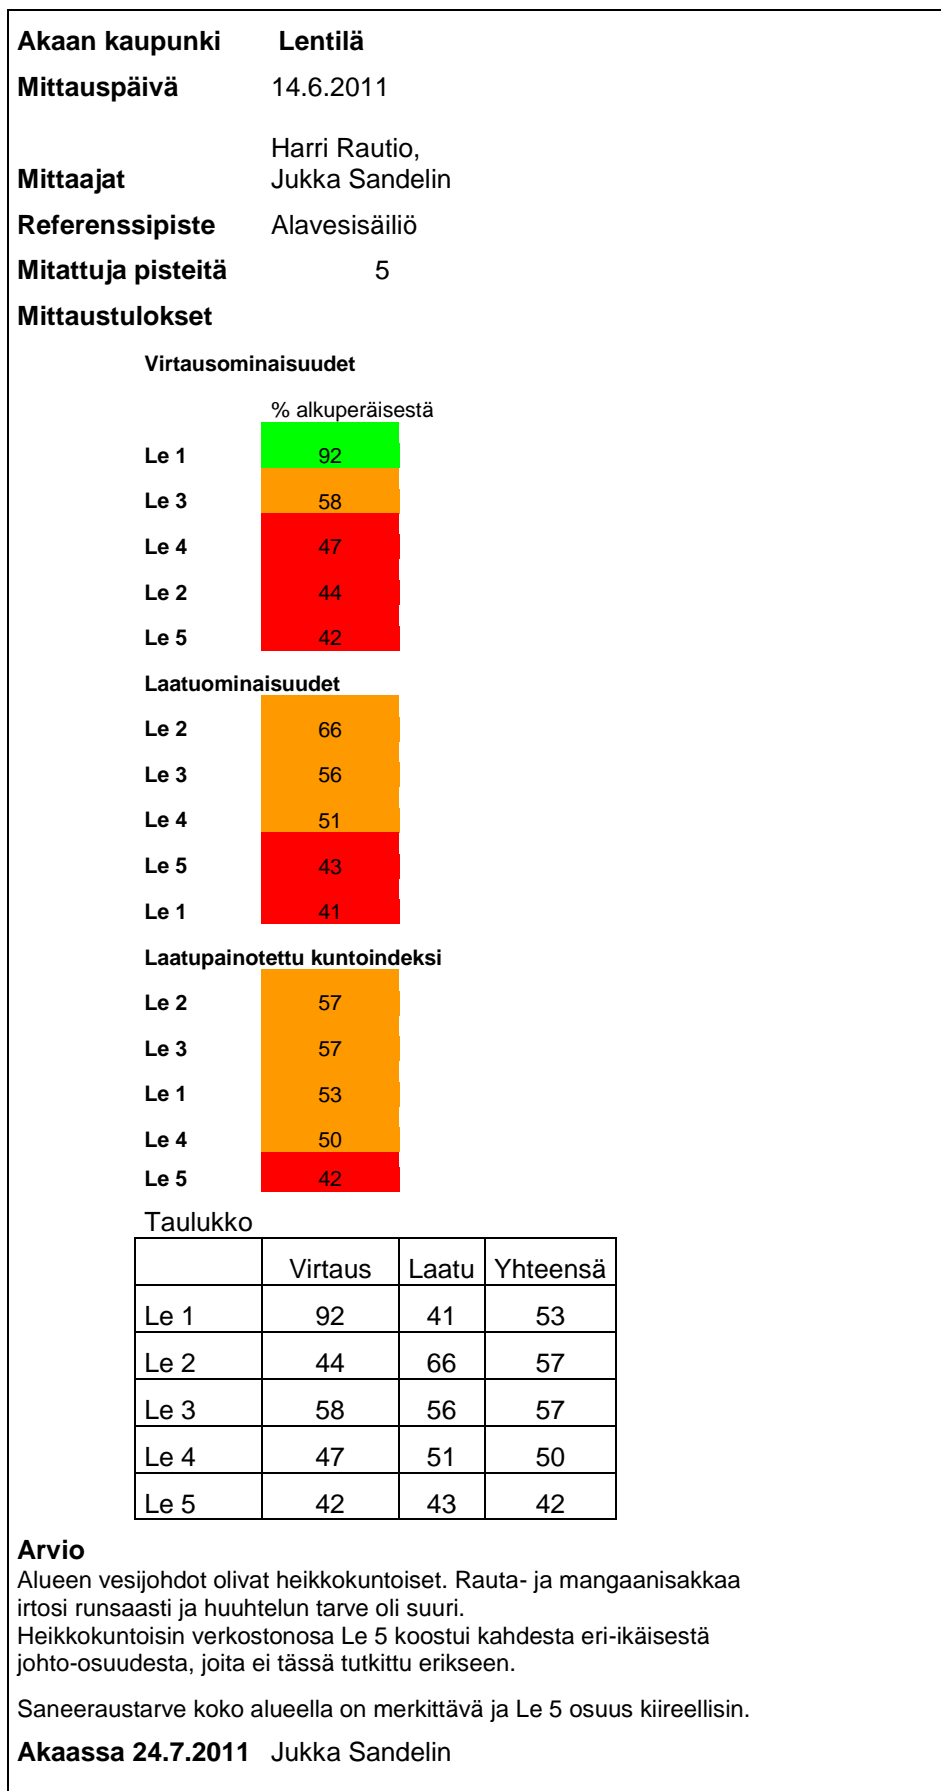 Akaan kaupunki Lentilä
Mittauspäivä 14.6.2011
Harri Rautio,
Mittaajat Jukka Sandelin
Referenssipiste Alavesisäiliö
Mitattuja pisteitä 5
Mittaustulokset
Virtausominaisuudet
% alkuperäisestä
Le 1 92
Le 3 58
Le 4 47
Le 2 44
Le 5 42
Laatuominaisuudet
Le 2 66
Le 3 56
Le 4 51
Le 5 43
Le 1 41
Laatupainotettu kuntoindeksi
Le 2 57
Le 3 57
Le 1 53
Le 4 50
Le 5 42
Taulukko
Virtaus Laatu Yhteensä
Le 1 92 41 53
Le 2 44 66 57
Le 3 58 56 57
Le 4 47 51 50
Le 5 42 43 42
Arvio
Alueen vesijohdot olivat heikkokuntoiset. Rauta- ja mangaanisakkaa
irtosi runsaasti ja huuhtelun tarve oli suuri.
Heikkokuntoisin verkostonosa Le 5 koostui kahdesta eri-ikäisestä
johto-osuudesta, joita ei tässä tutkittu erikseen.
Saneeraustarve koko alueella on merkittävä ja Le 5 osuus kiireellisin.
Akaassa 24.7.2011 Jukka Sandelin